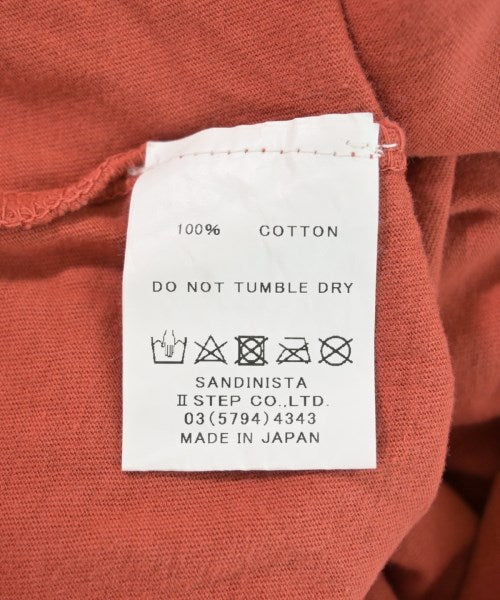 100% COTTON
DO NOT TUMBLE DRY
SANDINISTA
II STEP CO.,LTD.
03(5794)4343
MADE IN JAPAN